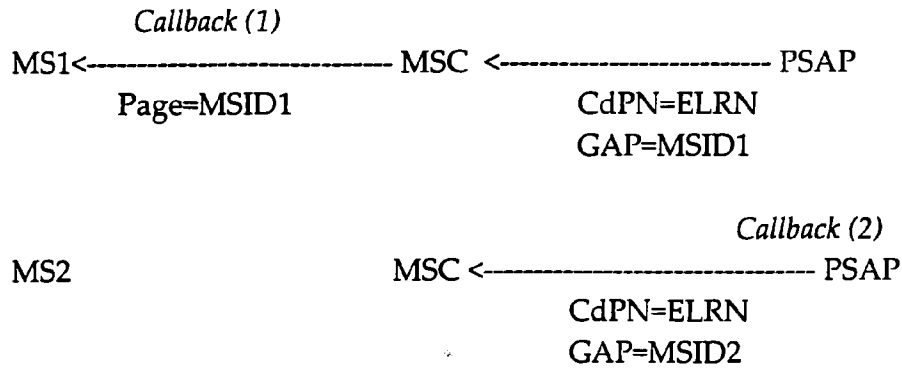 Callback (1)
MS1<------------------------------ MSC <------------------------- PSAP
Page=MSID1 CdPN=ELRN
GAP=MSID1
Callback (2)
MS2 MSC <------------------------------ PSAP
CdPN=ELRN
GAP=MSID2